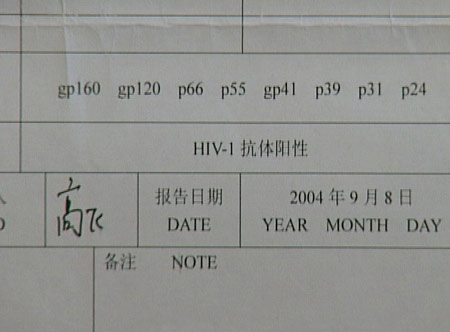 gp160 gp120 p66 p55 gp41 p39 p31 p24
HIV-1 抗体阳性
高飞 报告日期 2004 年 9 月 8 日
DATE YEAR MONTH DAY
备注 NOTE